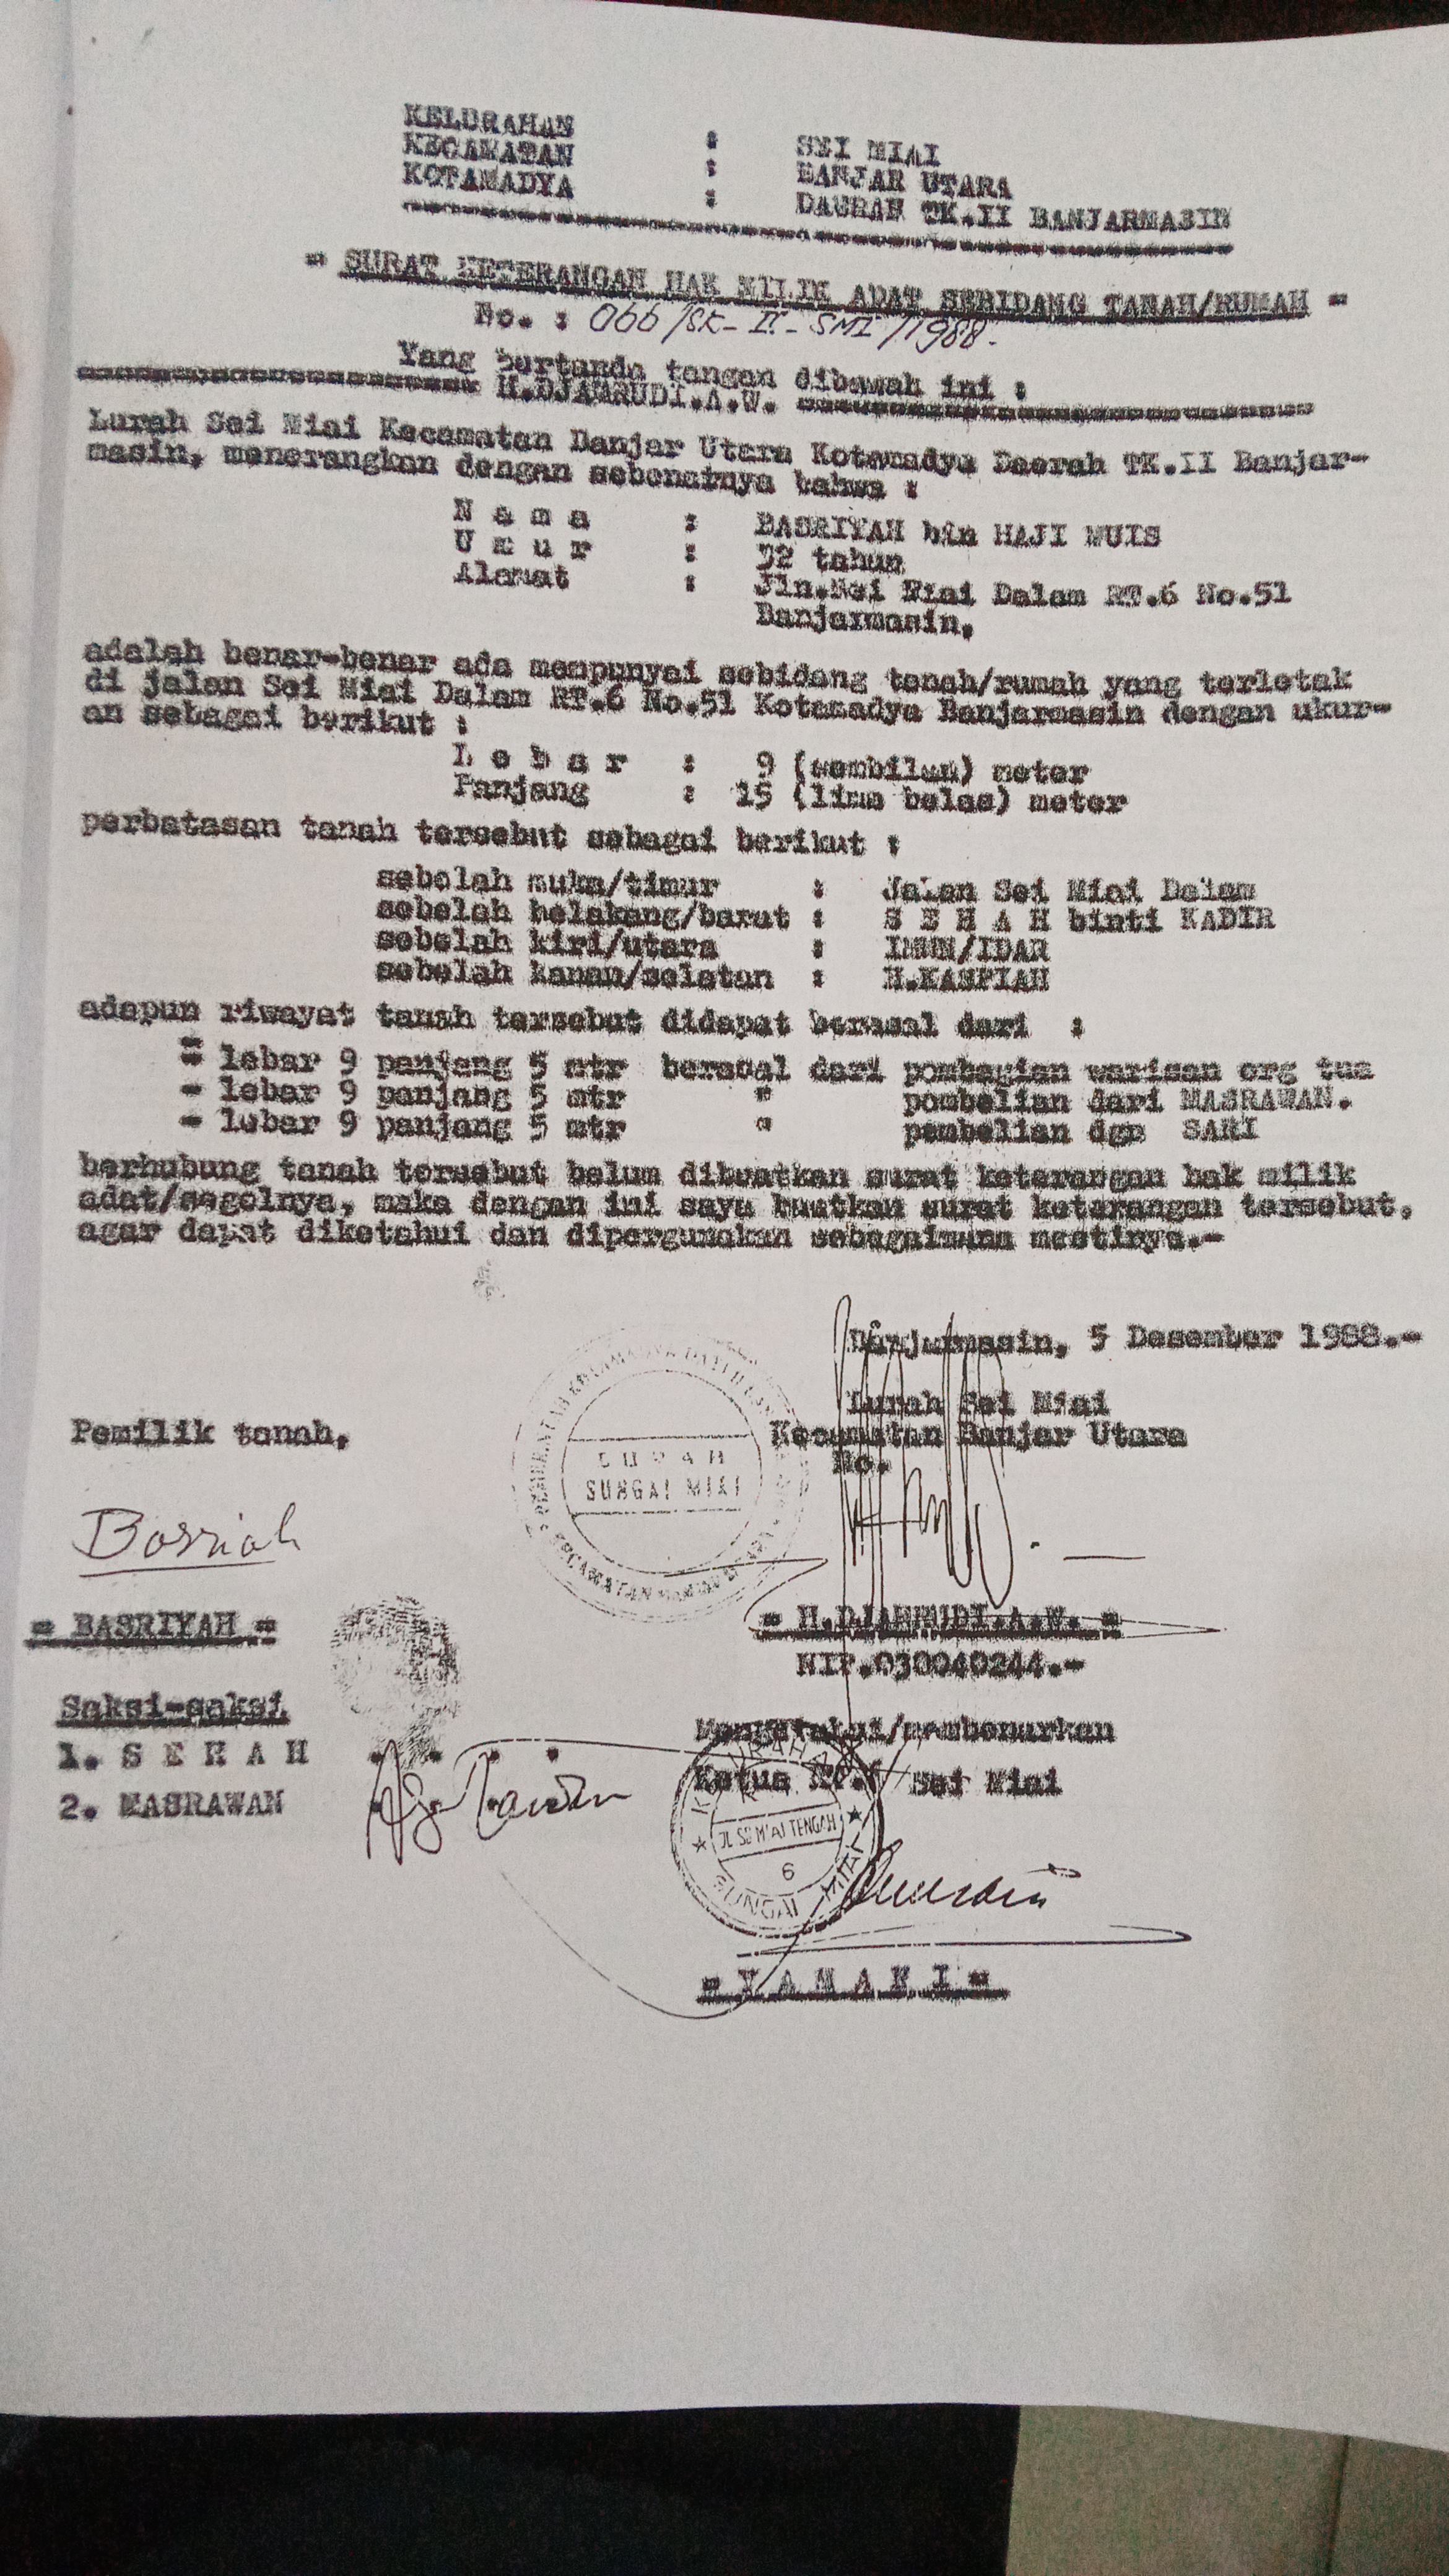 KELURAHAN : SEI MIAI
KECAMATAN : BANJAR UTARA
KOTAMADYA : DAERAH TK.II BANJARMASIN
= SURAT KETERANGAN HAK MILIK ADAT SEBIDANG TANAH/RUMAH =
No. : 066/SK-II-SMI/1988.
Yang bertanda tangan dibawah ini :
H.DJAHRUDI.A.W.
Lurah Sei Miai Kecamatan Banjar Utara Kotamadya Daerah TK.II Banjar-
masin, menerangkan dengan sebenarnya bahwa :
N a m a : BASRIYAH bin HAJI MUIS
U m u r : tahun
Alamat : Jln.Sei Miai Dalam RT.6 No.51
Banjarmasin.
adalah benar-benar ada mempunyai sebidang tanah/rumah yang terletak
di jalan Sei Miai Dalam RT.6 No.51 Kotamadya Banjarmasin dengan ukur-
an sebagai berikut :
L e b a r : 9 (sembilan) meter
Panjang : 15 (lima belas) meter
perbatasan tanah tersebut sebagai berikut :
sebelah muka/timur : Jalan Sei Miai Dalam
sebelah belakang/barat : S E H A H binti KADIR
sebelah kiri/utara :
sebelah kanan/selatan :
adapun riwayat tanah tersebut didapat berasal dari :
- lebar 9 panjang 5 mtr berasal dari pembagian warisan org tua
- lebar 9 panjang 5 mtr " pembelian dari MASRAWAN.
- lebar 9 panjang 5 mtr " pembelian dgn SARI
berhubung tanah tersebut belum dibuatkan surat keterangan hak milik
adat/segelnya, maka dengan ini saya buatkan surat keterangan tersebut.
agar dapat diketahui dan dipergunakan sebagaimana mestinya.-
Banjarmasin, 5 Desember 1988.-
Lurah Sei Miai
Pemilik tanah, Kecamatan Banjar Utara
No.
LURAH
SUNGAI MIAI
Basriah
= BASRIYAH = = H.DJAHRUDI.A.W. =
NIP.030040244.-
Saksi-saksi Mengetahui/membenarkan
1. S E H A H Ketua Sei Miai
2. MASRAWAN
JL SEI MIAI TENGAH
6
SUNGAI MIAI
= Y A M A N I =